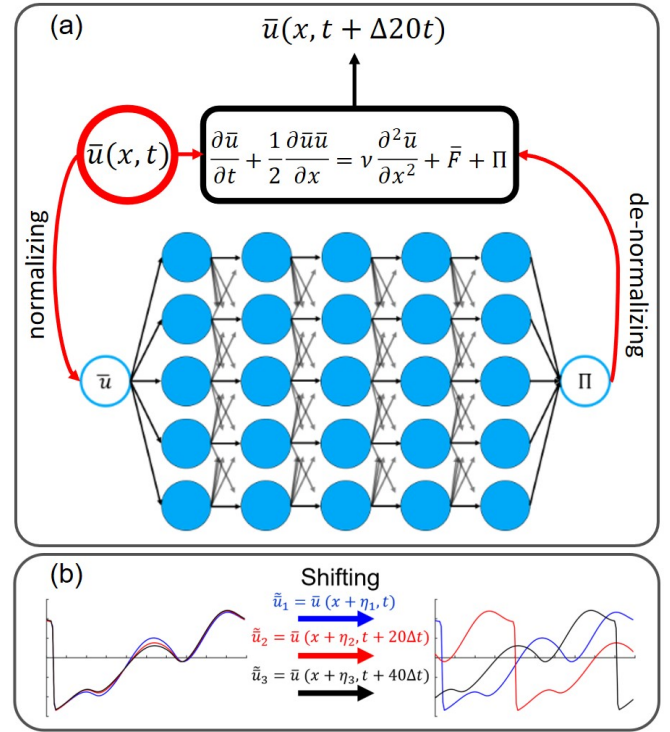 (a)
ū(x, t + Δ20t)
ū(x, t)
∂ū/∂t + 1/2 ∂ūū/∂x = ν ∂²ū/∂x² + F̄ + Π
normalizing
de-normalizing
ū
Π
(b)
Shifting
ũ̄₁ = ū (x + η₁, t)
ũ̄₂ = ū (x + η₂, t + 20Δt)
ũ̄₃ = ū (x + η₃, t + 40Δt)